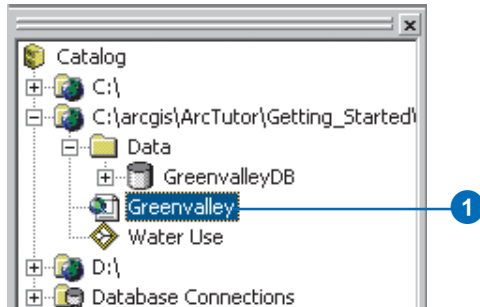 Catalog
C:\
C:\arcgis\ArcTutor\Getting_Started\
Data
GreenvalleyDB
Greenvalley
1
Water Use
D:\
Database Connections